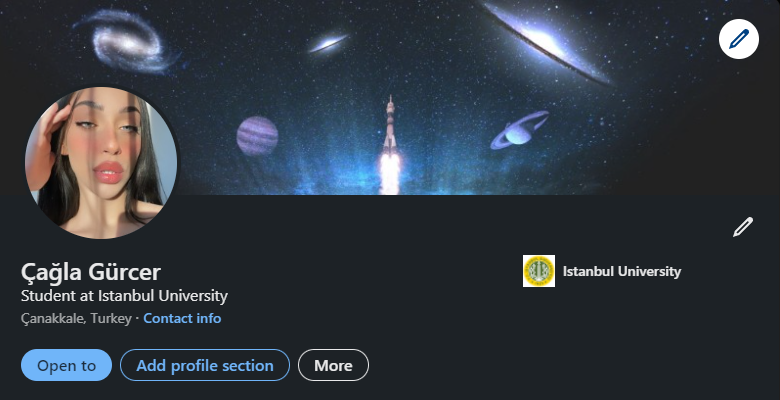 Çağla Gürcer
Student at Istanbul University
Çanakkale, Turkey · Contact info
Istanbul University
Open to
Add profile section
More